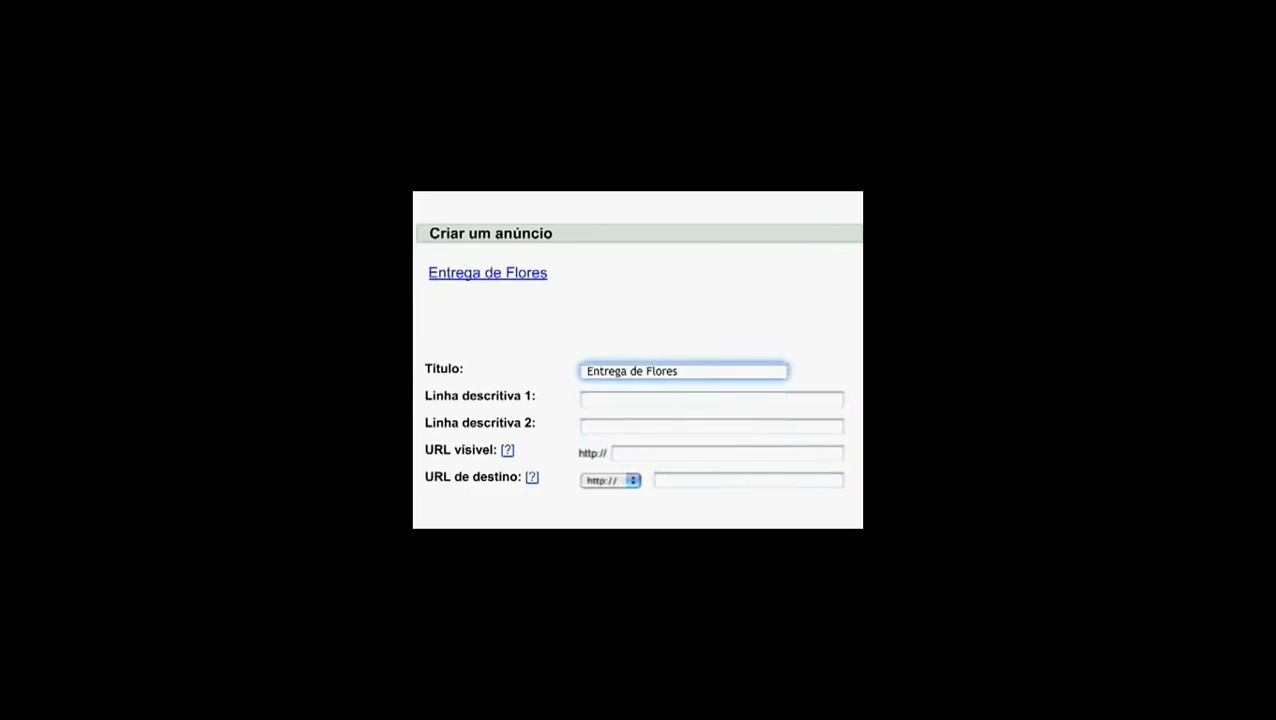 Criar um anúncio
Entrega de Flores
Título: Entrega de Flores
Linha descritiva 1:
Linha descritiva 2:
URL vísivel: [?] http://
URL de destino: [?] http://